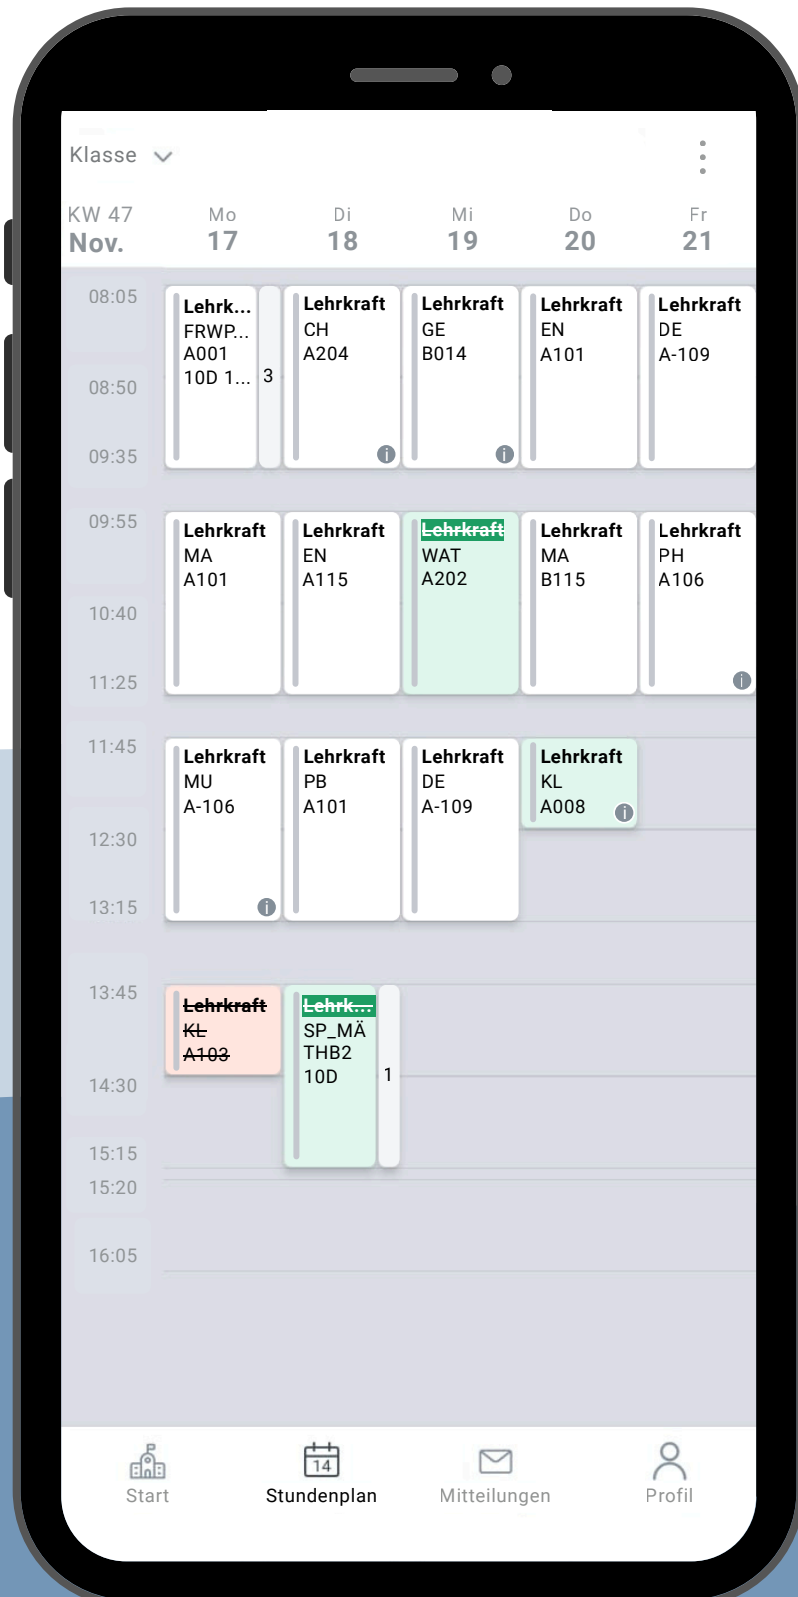 Klasse
KW 47 Mo Di Mi Do Fr
Nov. 17 18 19 20 21
08:05
08:50
09:35
Lehrk...
FRWP...
A001
10D 1...
3
Lehrkraft
CH
A204
i
Lehrkraft
GE
B014
i
Lehrkraft
EN
A101
Lehrkraft
DE
A-109
09:55
10:40
11:25
Lehrkraft
MA
A101
Lehrkraft
EN
A115
Lehrkraft
WAT
A202
Lehrkraft
MA
B115
Lehrkraft
PH
A106
i
11:45
12:30
13:15
Lehrkraft
MU
A-106
i
Lehrkraft
PB
A101
Lehrkraft
DE
A-109
Lehrkraft
KL
A008
i
13:45
14:30
15:15
15:20
16:05
Lehrkraft
KL
A103
Lehrk...
SP_MÄ
THB2
10D
1
14
Start Stundenplan Mitteilungen Profil